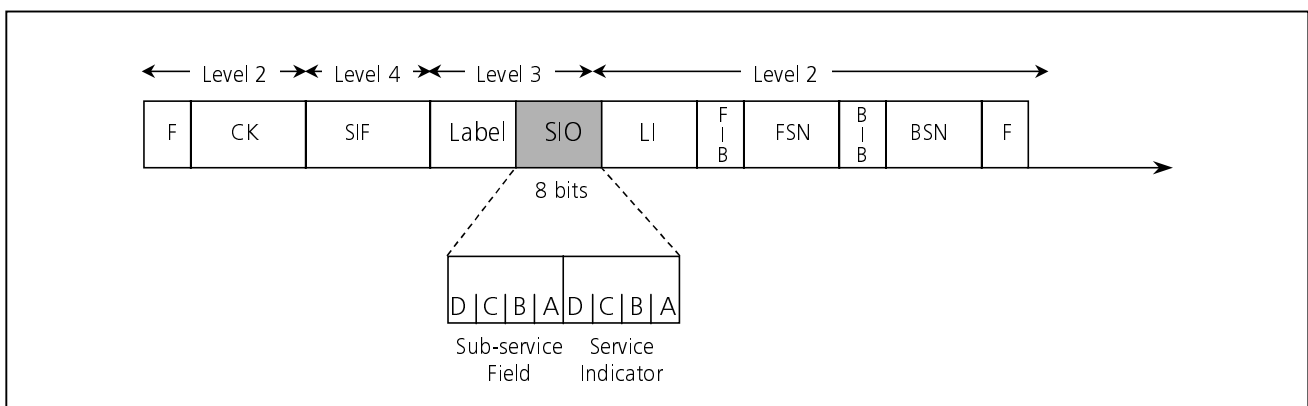 Level 2 Level 4 Level 3 Level 2
F CK SIF Label SIO LI F I B FSN B I B BSN F
8 bits
D C B A D C B A
Sub-service Service
Field Indicator